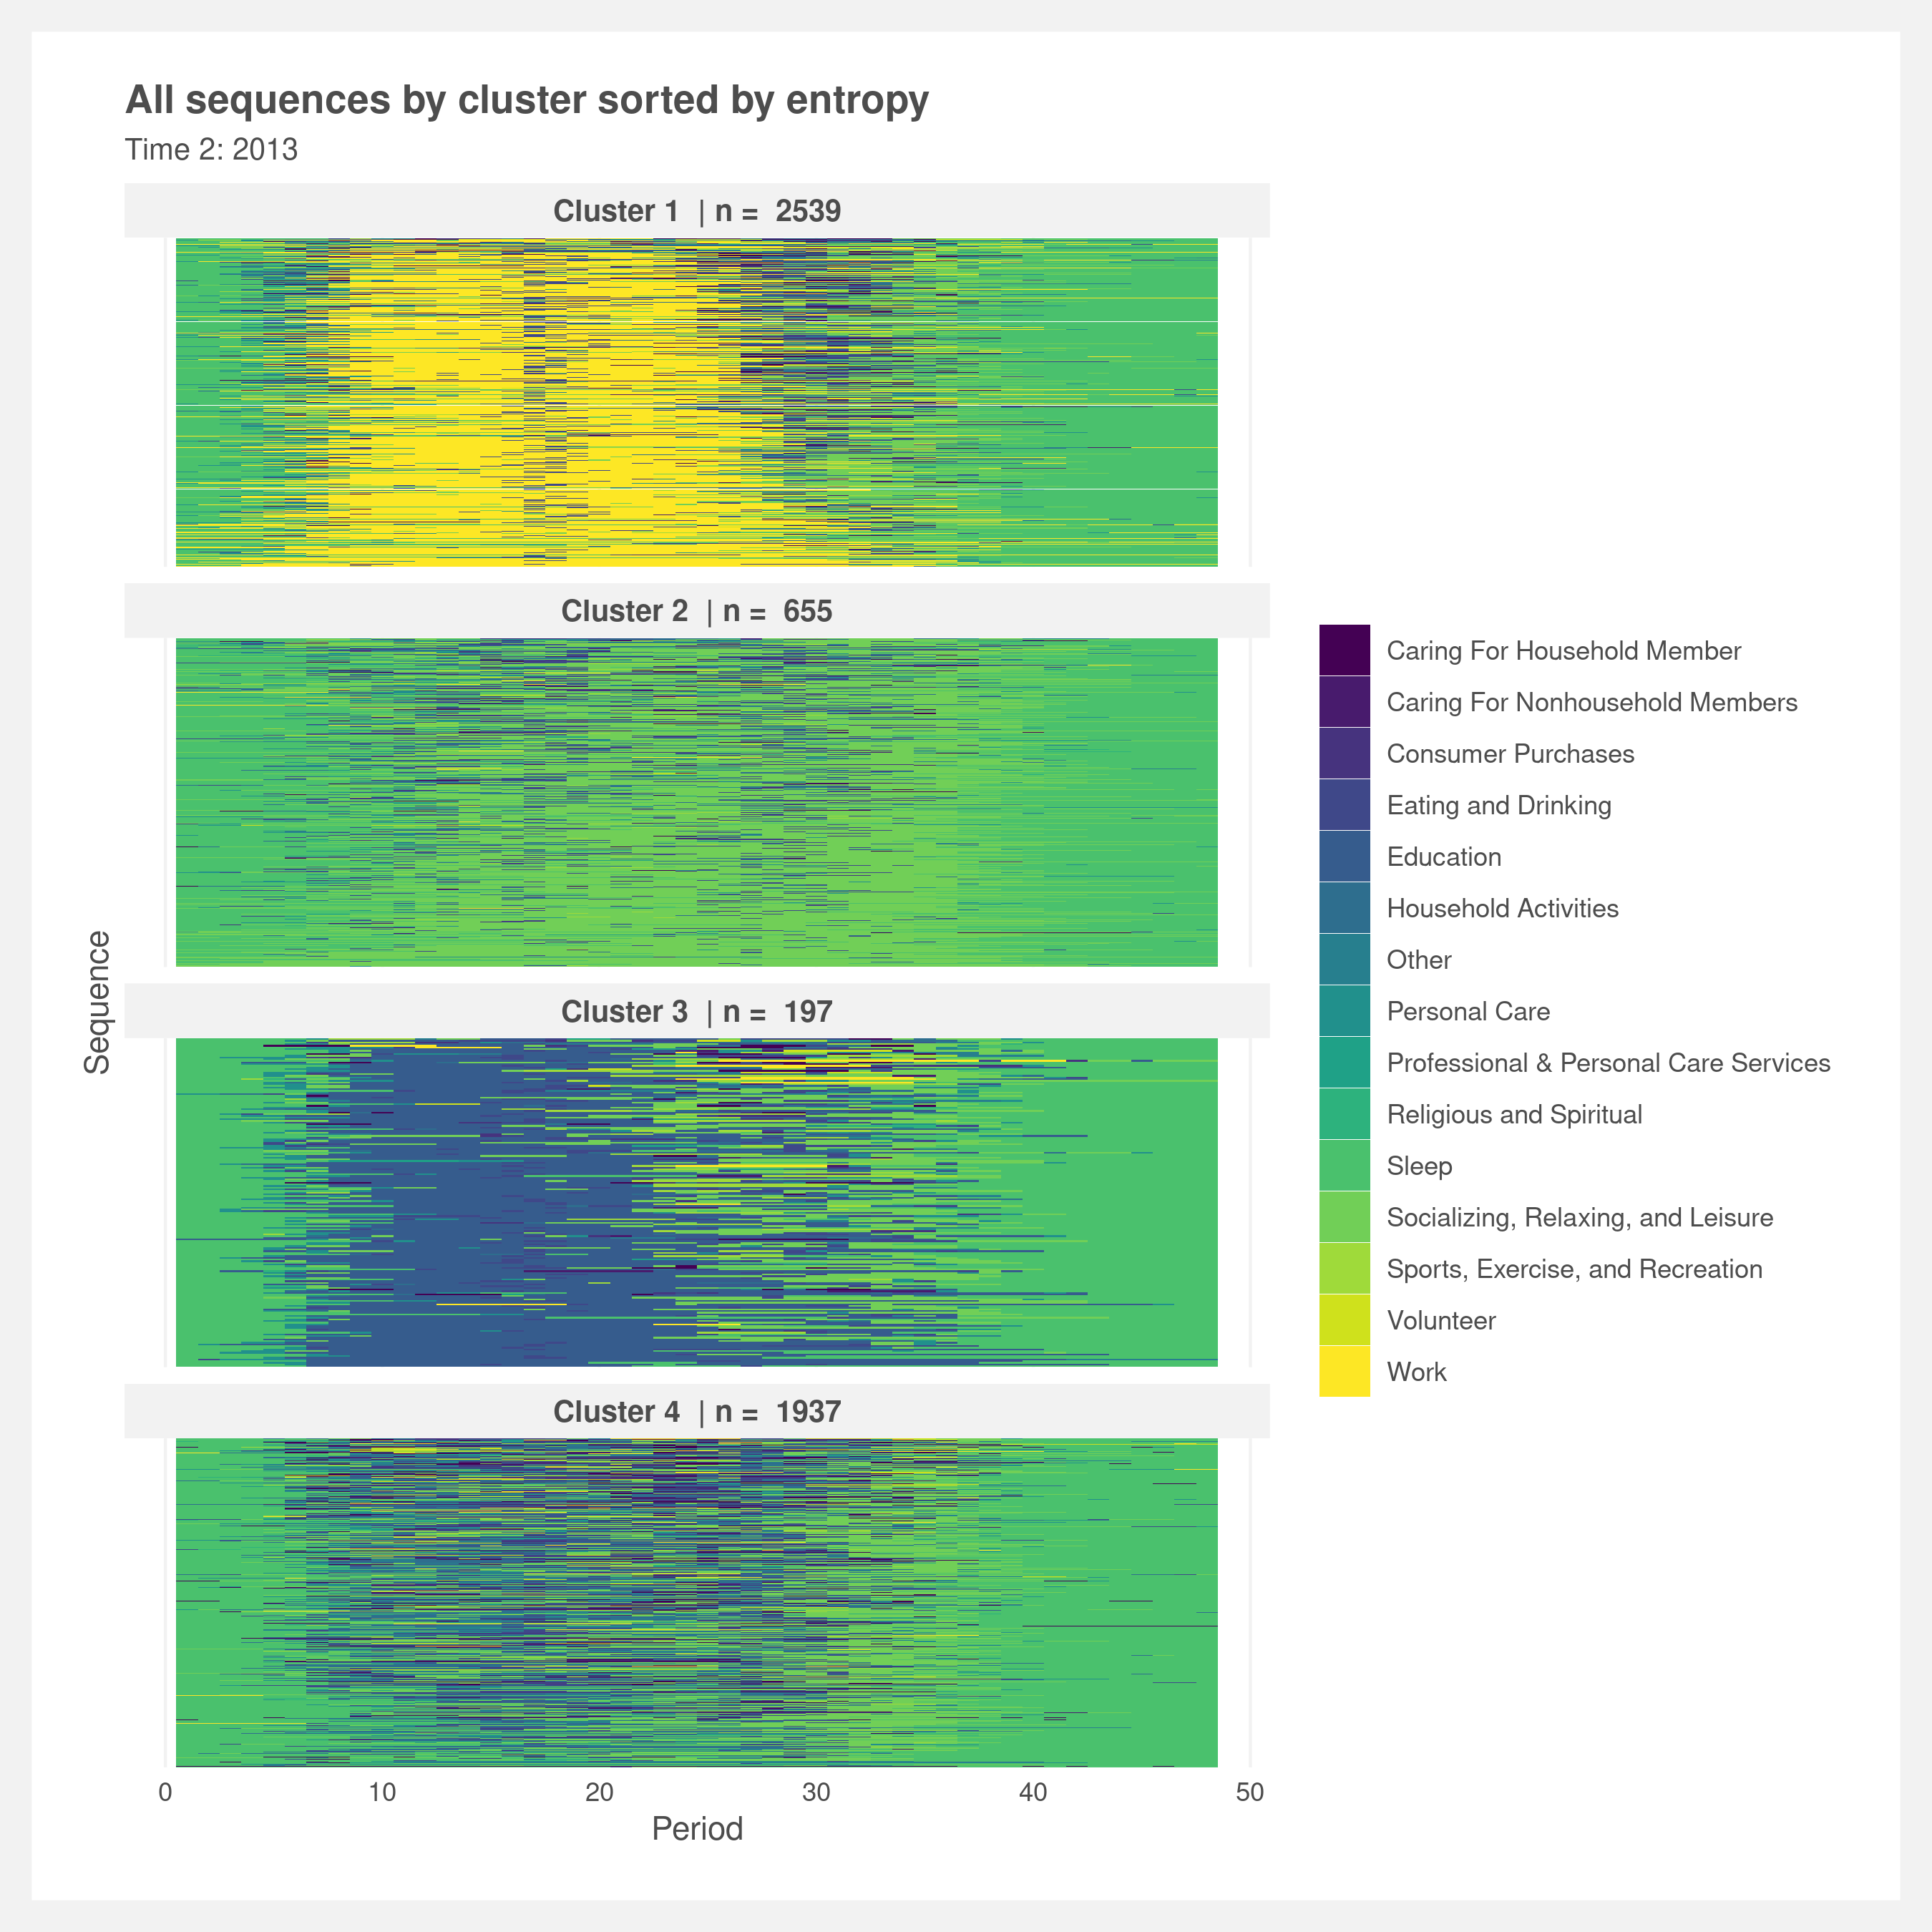 All sequences by cluster sorted by entropy
Time 2: 2013
Cluster 1 | n = 2539
Cluster 2 | n = 655
Cluster 3 | n = 197
Cluster 4 | n = 1937
Sequence
0 10 20 30 40 50
Period
Caring For Household Member
Caring For Nonhousehold Members
Consumer Purchases
Eating and Drinking
Education
Household Activities
Other
Personal Care
Professional & Personal Care Services
Religious and Spiritual
Sleep
Socializing, Relaxing, and Leisure
Sports, Exercise, and Recreation
Volunteer
Work